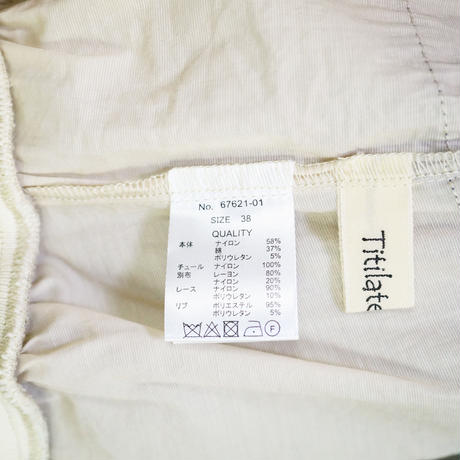 No. 67621-01
SIZE 38
QUALITY
本体 ナイロン 58%
綿 37%
ポリウレタン 5%
チュール ナイロン 100%
別布 レーヨン 80%
ナイロン 20%
レース ナイロン 90%
ポリウレタン 10%
リブ ポリエステル 95%
ポリウレタン 5%
F
Titilate